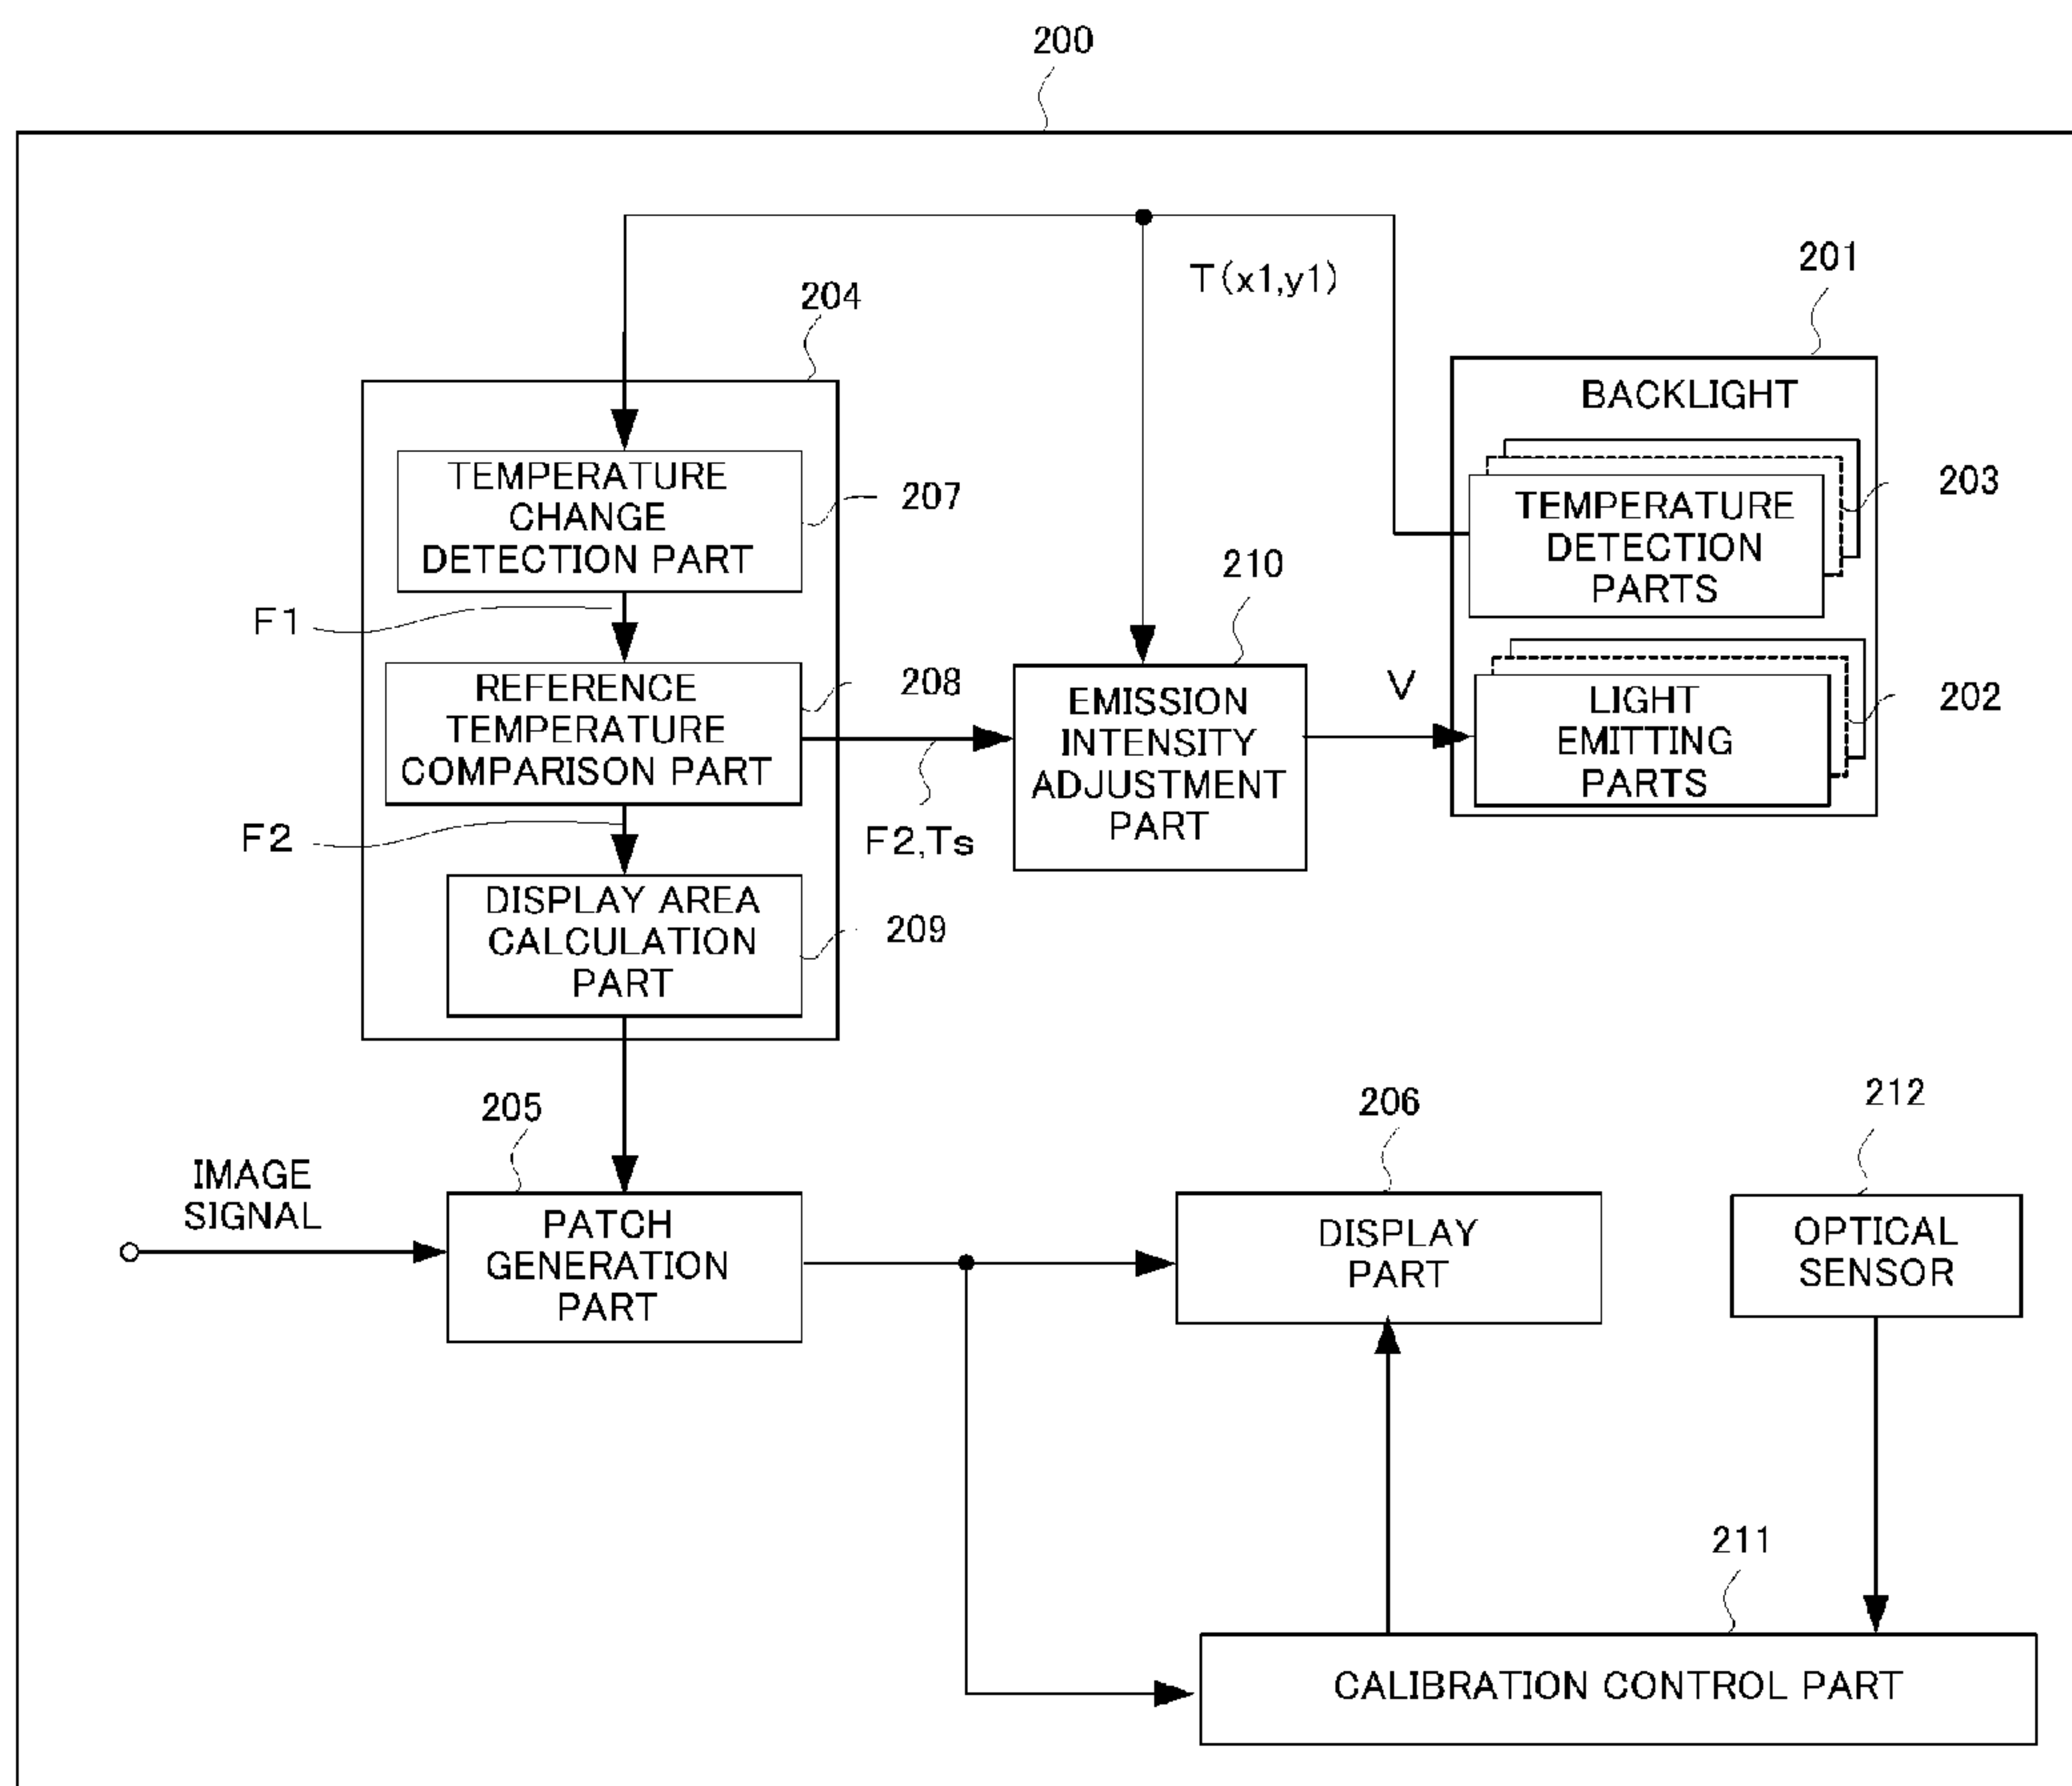 200
T(x1,y1)
201
204
BACKLIGHT
TEMPERATURE
CHANGE
DETECTION PART
207
203
TEMPERATURE
DETECTION
PARTS
210
F1
REFERENCE
TEMPERATURE
COMPARISON PART
208
EMISSION
INTENSITY
ADJUSTMENT
PART
V
LIGHT
EMITTING
PARTS
202
F2
F2,Ts
DISPLAY AREA
CALCULATION
PART
209
205
206
212
IMAGE
SIGNAL
PATCH
GENERATION
PART
DISPLAY
PART
OPTICAL
SENSOR
211
CALIBRATION CONTROL PART